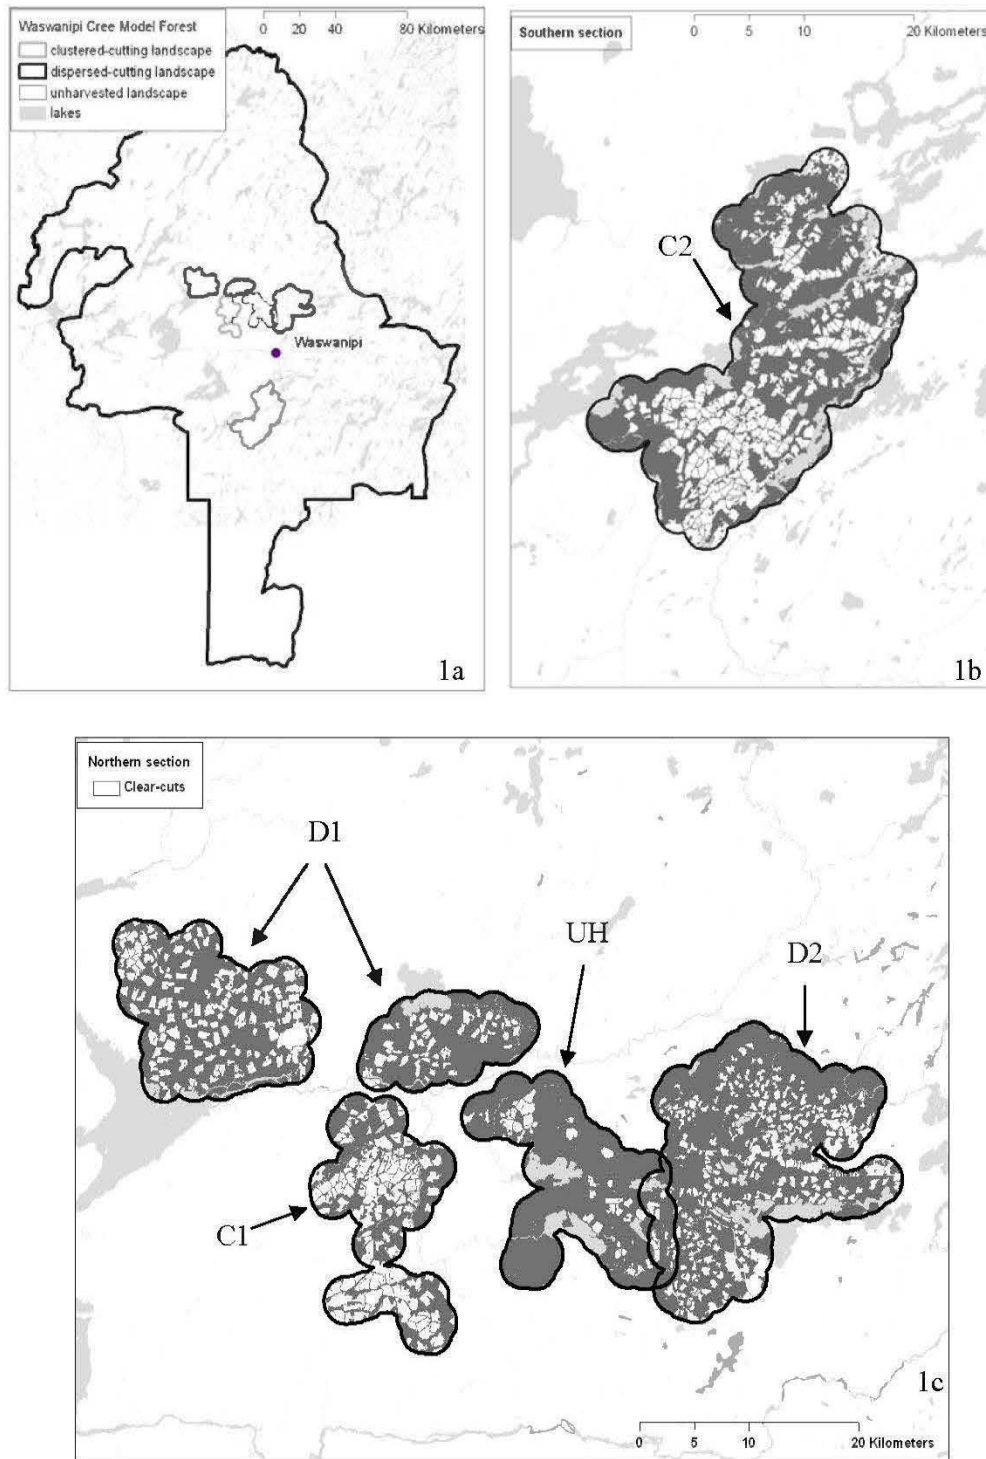 Waswanipi Cree Model Forest
clustered-cutting landscape
dispersed-cutting landscape
unharvested landscape
lakes
0 20 40 80 Kilometers
Waswanipi
1a
Southern section
0 5 10 20 Kilometers
C2
1b
Northern section
Clear-cuts
D1
UH
D2
C1
1c
0 5 10 20 Kilometers